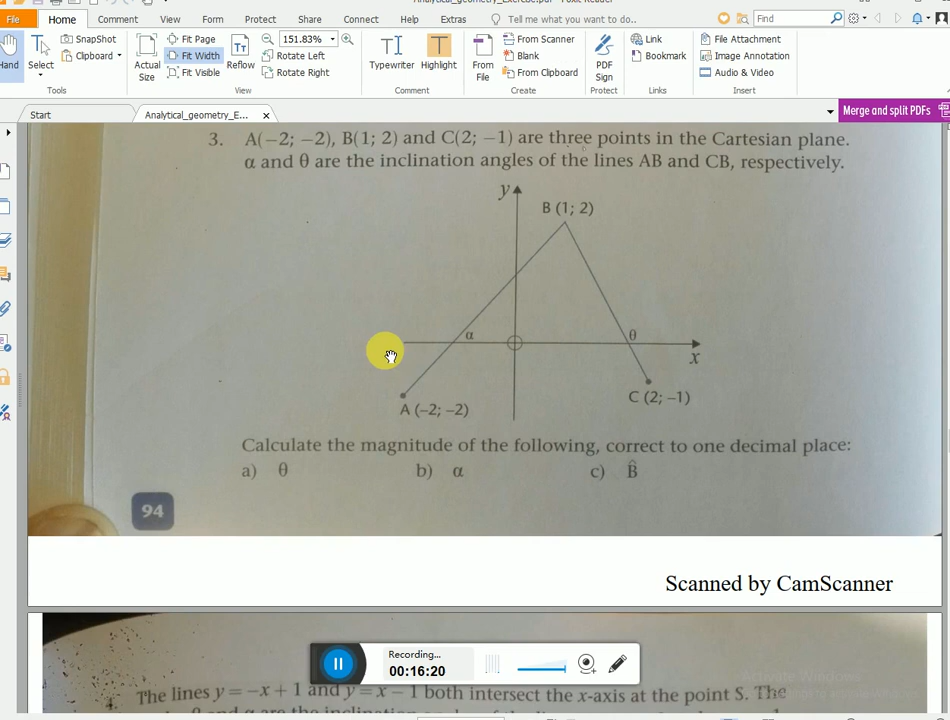 Analytical_geometry_Exercise.pdf - Foxit Reader
File Home Comment View Form Protect Share Connect Help Extras Tell me what you want to do.. Find
Hand
Select
SnapShot
Clipboard
Tools
Actual Size
Fit Page
Fit Width
Fit Visible
Reflow
151.83%
Rotate Left
Rotate Right
View
Typewriter
Highlight
Comment
From File
From Scanner
Blank
From Clipboard
Create
PDF Sign
Protect
Link
Bookmark
Links
File Attachment
Image Annotation
Audio & Video
Insert
Start Analytical_geometry_E... Merge and split PDFs
3. A(−2; −2), B(1; 2) and C(2; −1) are three points in the Cartesian plane.
α and θ are the inclination angles of the lines AB and CB, respectively.
y
B (1; 2)
α
θ
x
C (2; −1)
A (−2; −2)
Calculate the magnitude of the following, correct to one decimal place:
a) θ b) α c) B̂
94
Scanned by CamScanner
Recording...
00:16:20
Activate Windows
The lines y = −x + 1 and y = x − 1 both intersect the x-axis at the point S. The